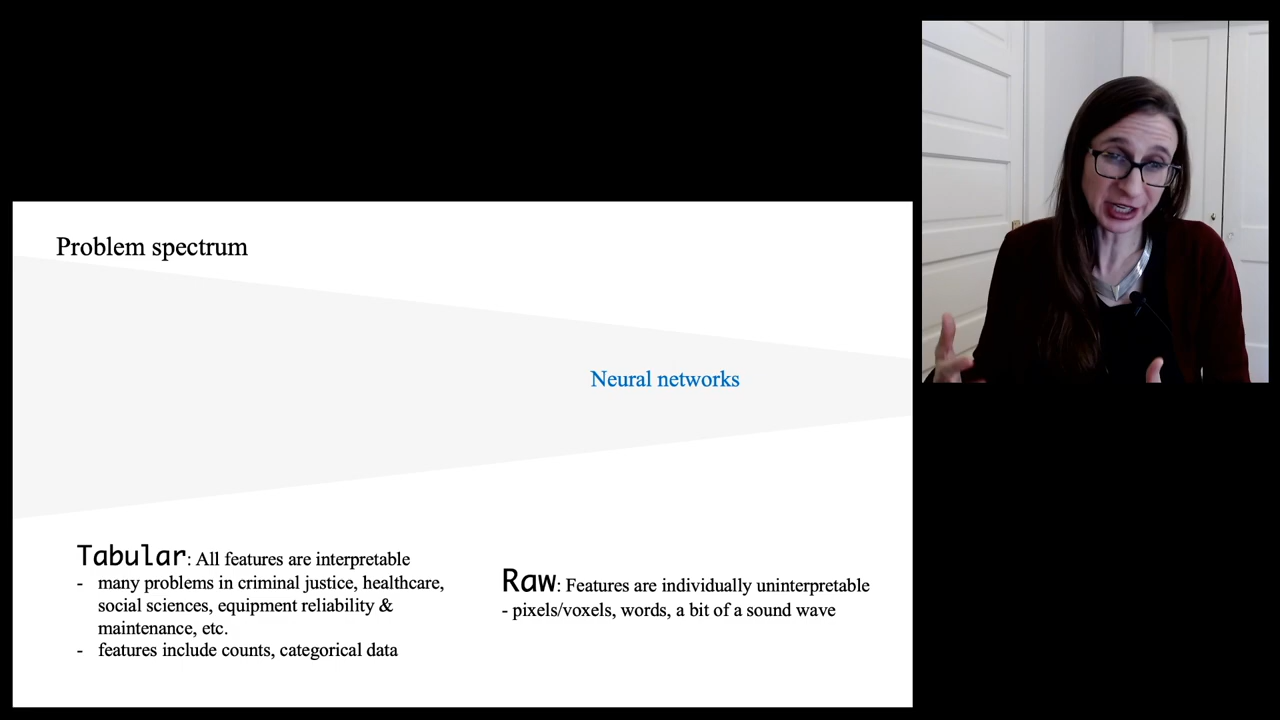 Problem spectrum
Neural networks
Tabular: All features are interpretable
- many problems in criminal justice, healthcare,
social sciences, equipment reliability &
maintenance, etc.
- features include counts, categorical data
Raw: Features are individually uninterpretable
- pixels/voxels, words, a bit of a sound wave